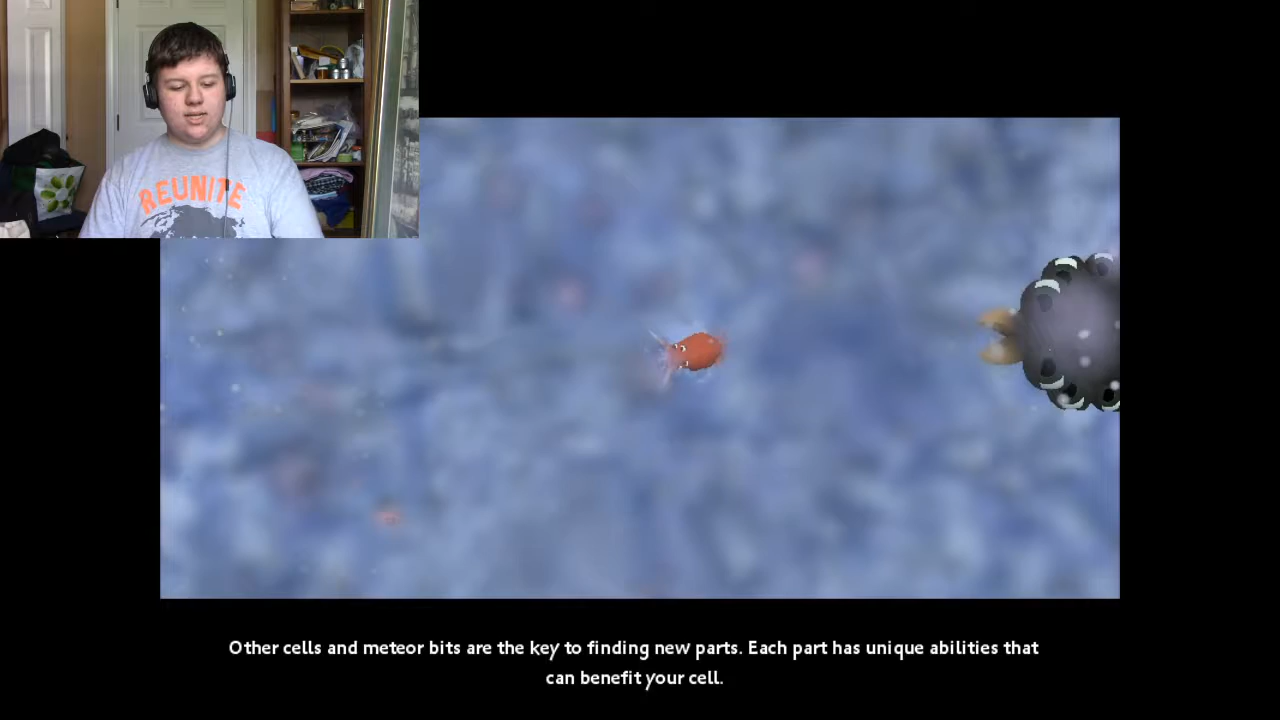 REUNITE
Other cells and meteor bits are the key to finding new parts. Each part has unique abilities that
can benefit your cell.